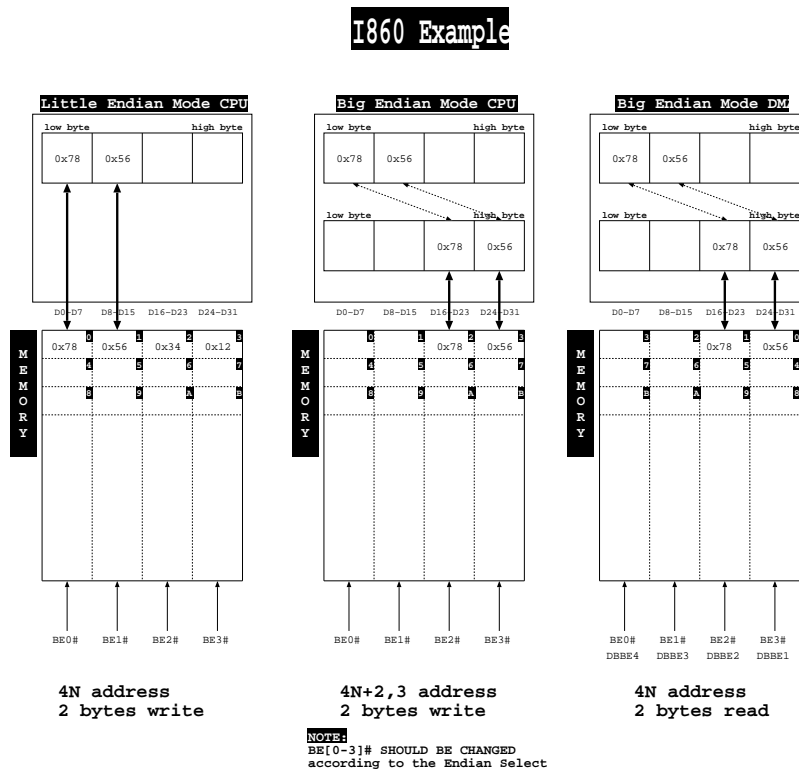 I860 Example
Little Endian Mode CPU
low byte high byte
0x78 0x56
D0-D7 D8-D15 D16-D23 D24-D31
MEMORY
0 1 2 3
0x78 0x56 0x34 0x12
4 5 6 7
8 9 A B
BE0# BE1# BE2# BE3#
4N address
2 bytes write
Big Endian Mode CPU
low byte high byte
0x78 0x56
low byte high byte
0x78 0x56
D0-D7 D8-D15 D16-D23 D24-D31
MEMORY
0 1 2 3
0x78 0x56
4 5 6 7
8 9 A B
BE0# BE1# BE2# BE3#
4N+2,3 address
2 bytes write
NOTE:
BE[0-3]# SHOULD BE CHANGED
according to the Endian Select
Big Endian Mode DMA
low byte high byte
0x78 0x56
low byte high byte
0x78 0x56
D0-D7 D8-D15 D16-D23 D24-D31
MEMORY
3 2 1 0
0x78 0x56
7 6 5 4
B A 9 8
BE0# BE1# BE2# BE3#
DBBE4 DBBE3 DBBE2 DBBE1
4N address
2 bytes read